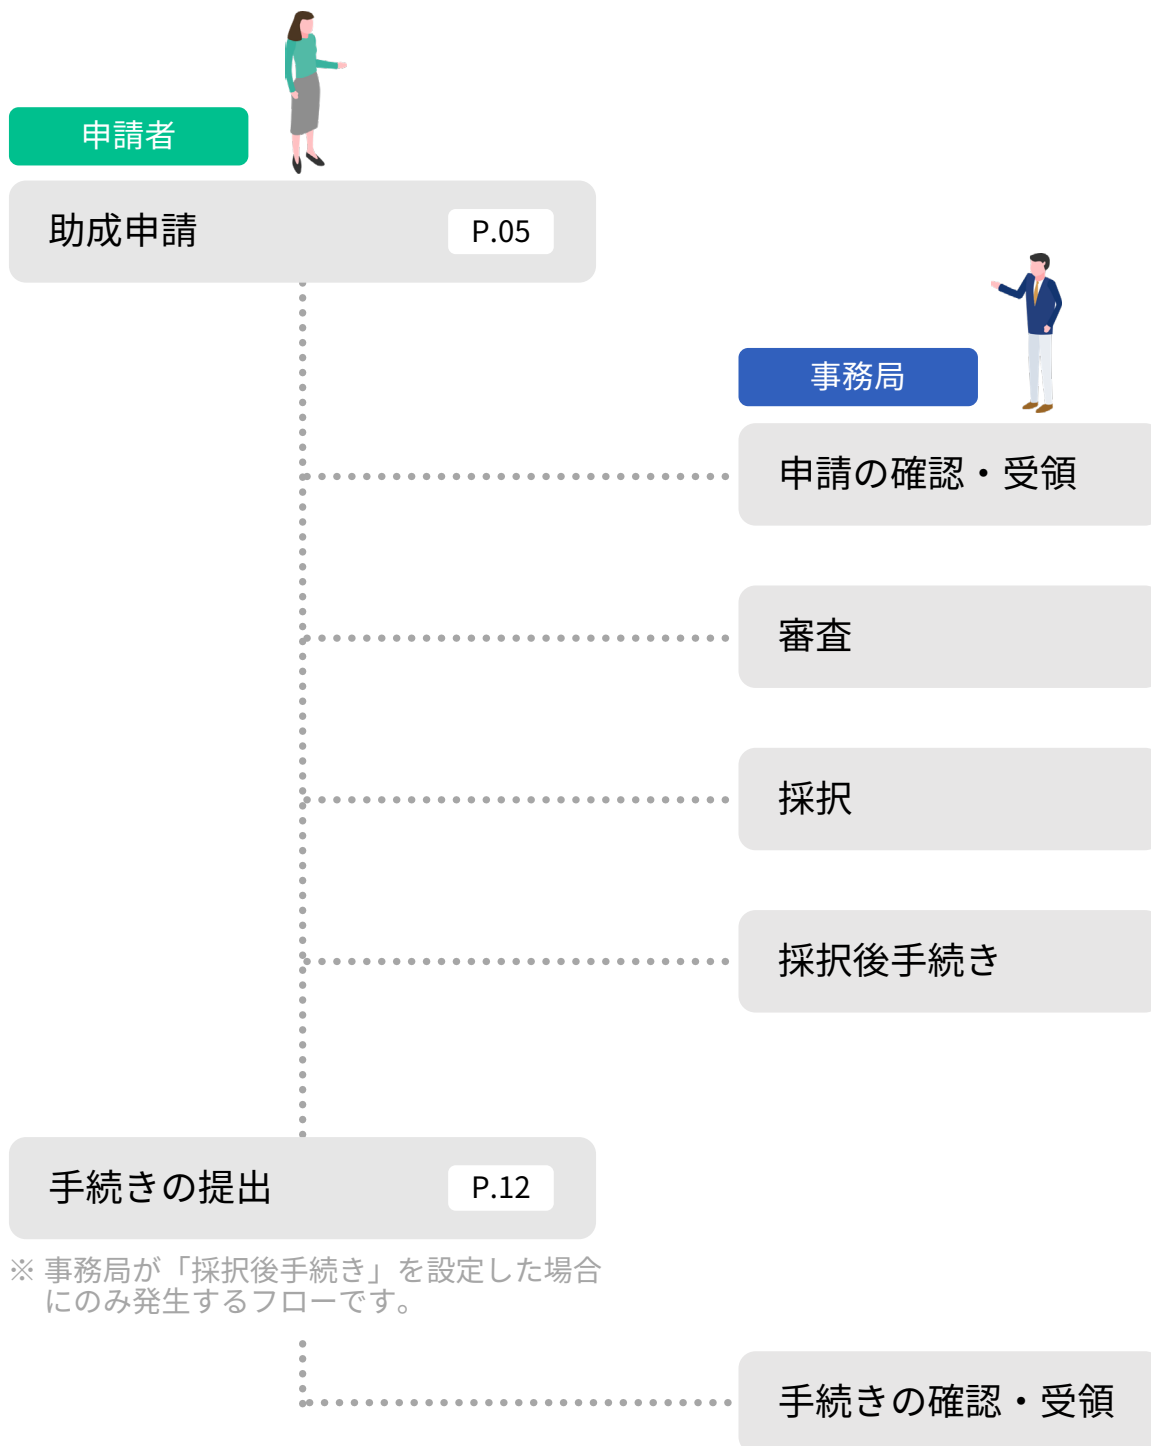 申請者
助成申請
P.05
事務局
申請の確認・受領
審査
採択
採択後手続き
手続きの提出
P.12
※ 事務局が「採択後手続き」を設定した場合
にのみ発生するフローです。
手続きの確認・受領